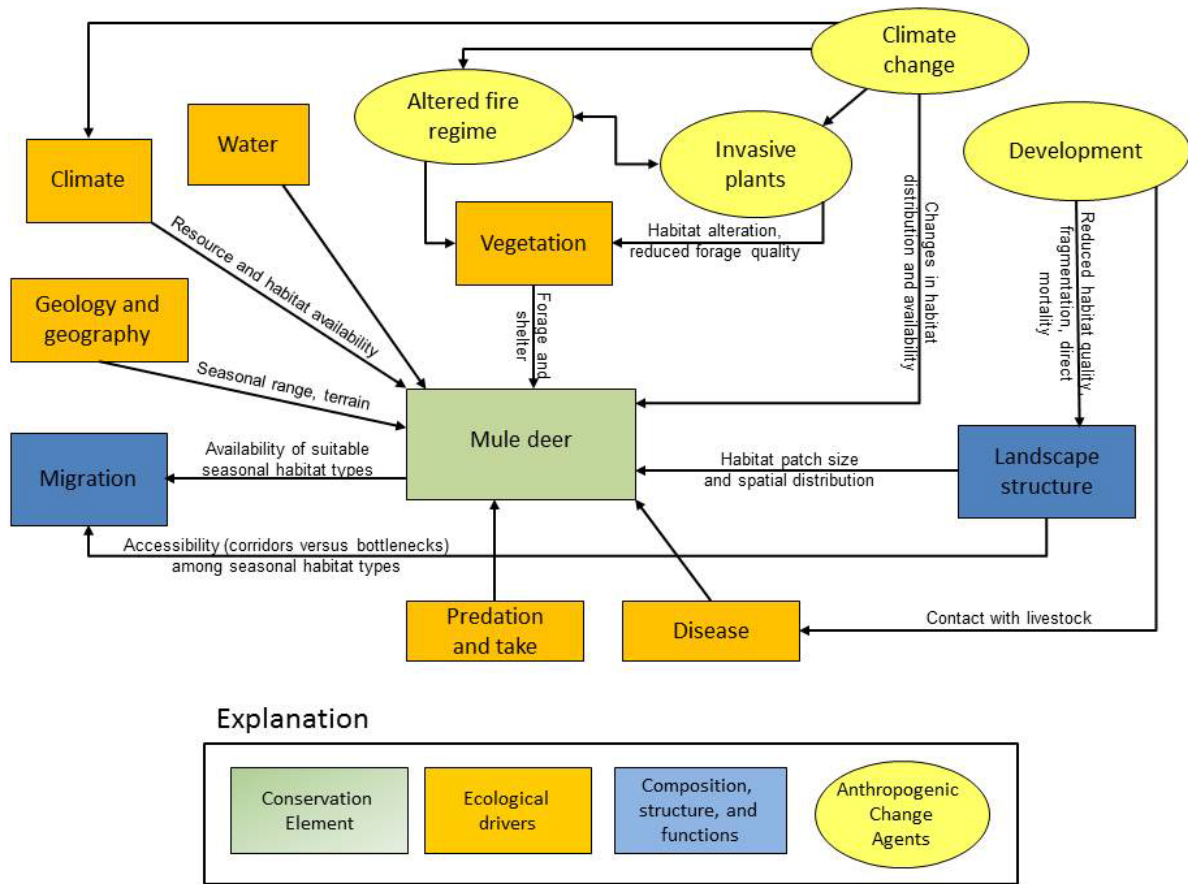 Climate
change
Altered fire
regime
Water
Invasive
plants
Development
Climate
Vegetation
Habitat alteration,
reduced forage quality
Changes in habitat
distribution and availability
Reduced habitat quality,
fragmentation, direct
mortality
Resource and habitat availability
Geology and
geography
Forage and
shelter
Seasonal range, terrain
Mule deer
Migration
Availability of suitable
seasonal habitat types
Habitat patch size
and spatial distribution
Landscape
structure
Accessibility (corridors versus bottlenecks)
among seasonal habitat types
Predation
and take
Disease
Contact with livestock
Explanation
Conservation
Element
Ecological
drivers
Composition,
structure, and
functions
Anthropogenic
Change
Agents